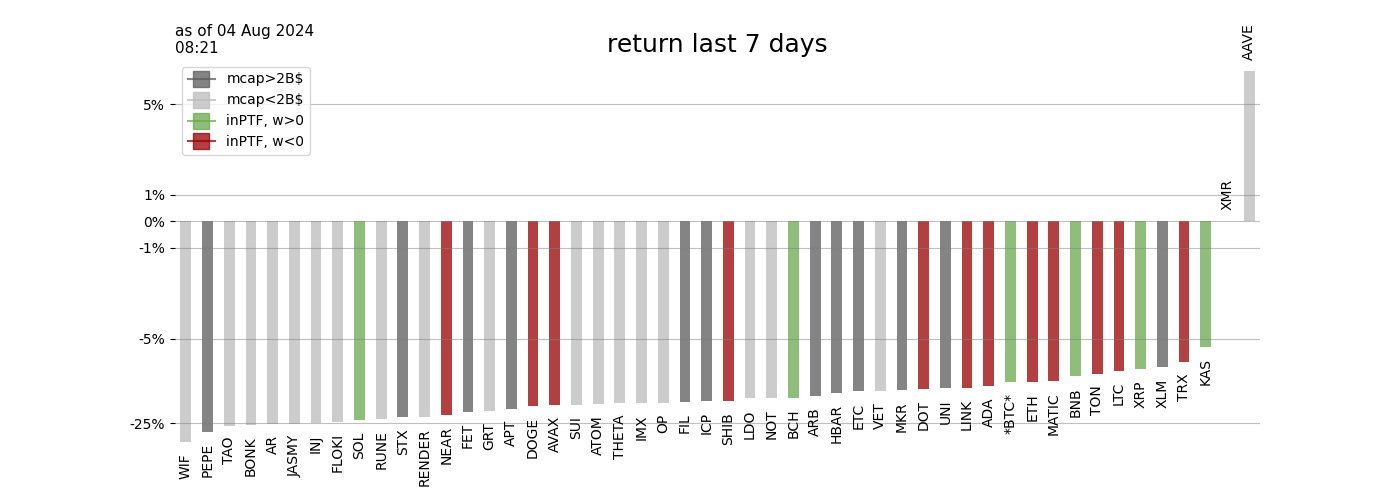 as of 04 Aug 2024
08:21
return last 7 days
mcap>2B$
mcap<2B$
inPTF, w>0
inPTF, w<0
5%
1%
0%
-1%
-5%
-25%
WIF
PEPE
TAO
BONK
AR
JASMY
INJ
FLOKI
SOL
RUNE
STX
RENDER
NEAR
FET
GRT
APT
DOGE
AVAX
SUI
ATOM
THETA
IMX
OP
FIL
ICP
SHIB
LDO
NOT
BCH
ARB
HBAR
ETC
VET
MKR
DOT
UNI
LINK
ADA
*BTC*
ETH
MATIC
BNB
TON
LTC
XRP
XLM
TRX
KAS
XMR
AAVE